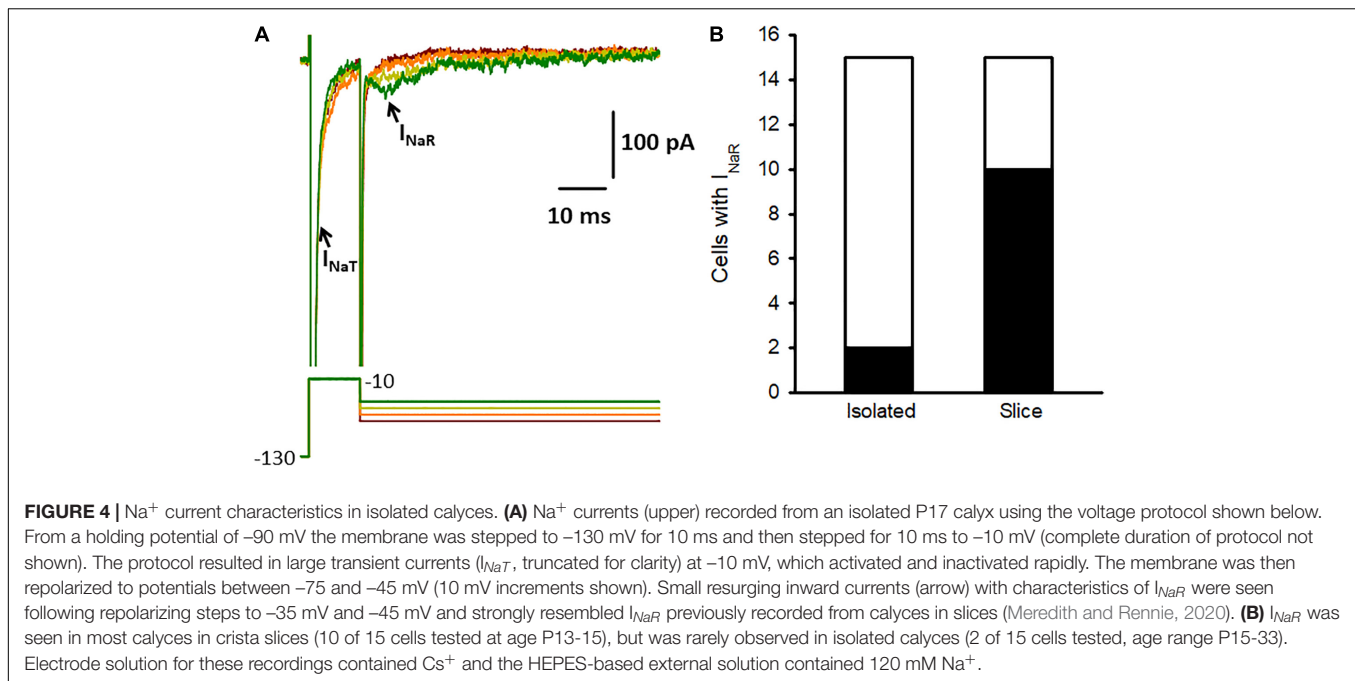 A
B
I_NaR
I_NaT
100 pA
10 ms
-10
-130
Cells with I_NaR
16
14
12
10
8
6
4
2
0
Isolated
Slice
FIGURE 4 | Na⁺ current characteristics in isolated calyces. (A) Na⁺ currents (upper) recorded from an isolated P17 calyx using the voltage protocol shown below.
From a holding potential of –90 mV the membrane was stepped to –130 mV for 10 ms and then stepped for 10 ms to –10 mV (complete duration of protocol not
shown). The protocol resulted in large transient currents (I_NaT, truncated for clarity) at –10 mV, which activated and inactivated rapidly. The membrane was then
repolarized to potentials between –75 and –45 mV (10 mV increments shown). Small resurging inward currents (arrow) with characteristics of I_NaR were seen
following repolarizing steps to –35 mV and –45 mV and strongly resembled I_NaR previously recorded from calyces in slices (Meredith and Rennie, 2020). (B) I_NaR was
seen in most calyces in crista slices (10 of 15 cells tested at age P13-15), but was rarely observed in isolated calyces (2 of 15 cells tested, age range P15-33).
Electrode solution for these recordings contained Cs⁺ and the HEPES-based external solution contained 120 mM Na⁺.